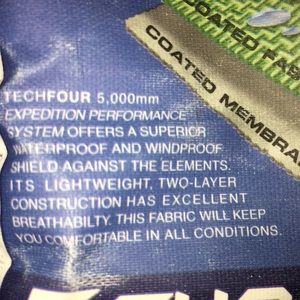 COATED FAB
COATED MEMBRA
TECHFOUR 5,000mm
EXPEDITION PERFORMANCE
SYSTEM OFFERS A SUPERIOR
WATERPROOF AND WINDPROOF
SHIELD AGAINST THE ELEMENTS.
ITS LIGHTWEIGHT, TWO-LAYER
CONSTRUCTION HAS EXCELLENT
BREATHABILTY. THIS FABRIC WILL KEEP
YOU COMFORTABLE IN ALL CONDITIONS.